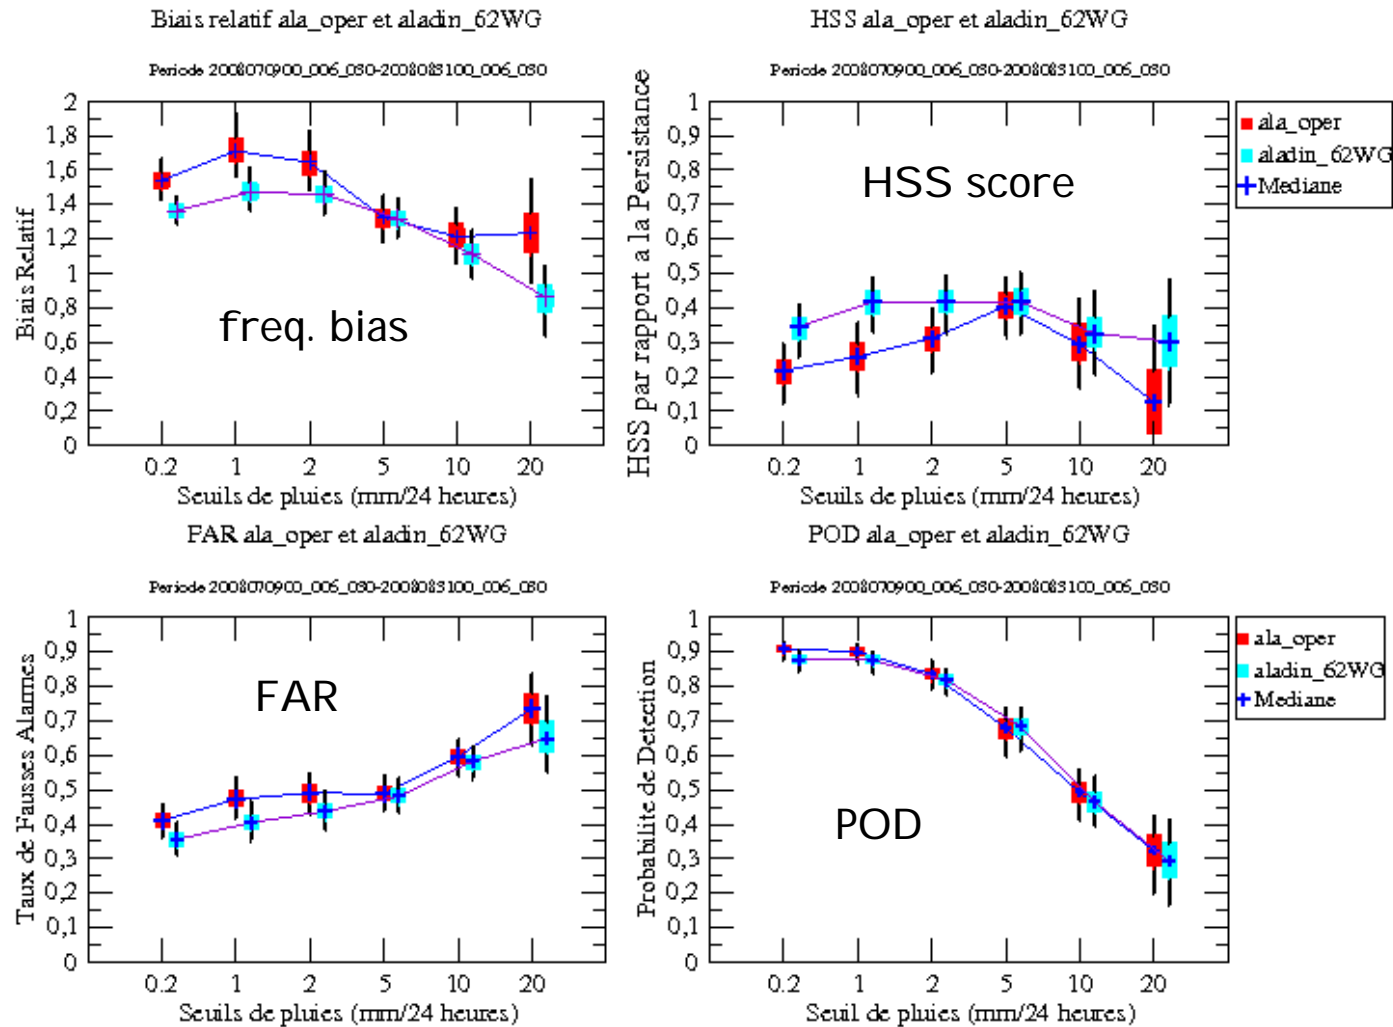 Biais relatif ala_oper et aladin_62WG
Periode 2008070900_006_030-2008083100_006_030
Biais Relatif
2
1,8
1,6
1,4
1,2
1
0,8
0,6
0,4
0,2
0
freq. bias
0.2 1 2 5 10 20
Seuils de pluies (mm/24 heures)
HSS ala_oper et aladin_62WG
Periode 2008070900_006_030-2008083100_006_030
HSS par rapport a la Persistance
1
0,9
0,8
0,7
0,6
0,5
0,4
0,3
0,2
0,1
0
HSS score
0.2 1 2 5 10 20
Seuils de pluies (mm/24 heures)
ala_oper
aladin_62WG
Mediane
FAR ala_oper et aladin_62WG
Periode 2008070900_006_030-2008083100_006_030
Taux de Fausses Alarmes
1
0,9
0,8
0,7
0,6
0,5
0,4
0,3
0,2
0,1
0
FAR
0.2 1 2 5 10 20
Seuils de pluies (mm/24 heures)
POD ala_oper et aladin_62WG
Periode 2008070900_006_030-2008083100_006_030
Probabilite de Detection
1
0,9
0,8
0,7
0,6
0,5
0,4
0,3
0,2
0,1
0
POD
0.2 1 2 5 10 20
Seuil de pluies (mm/24 heures)
ala_oper
aladin_62WG
Mediane